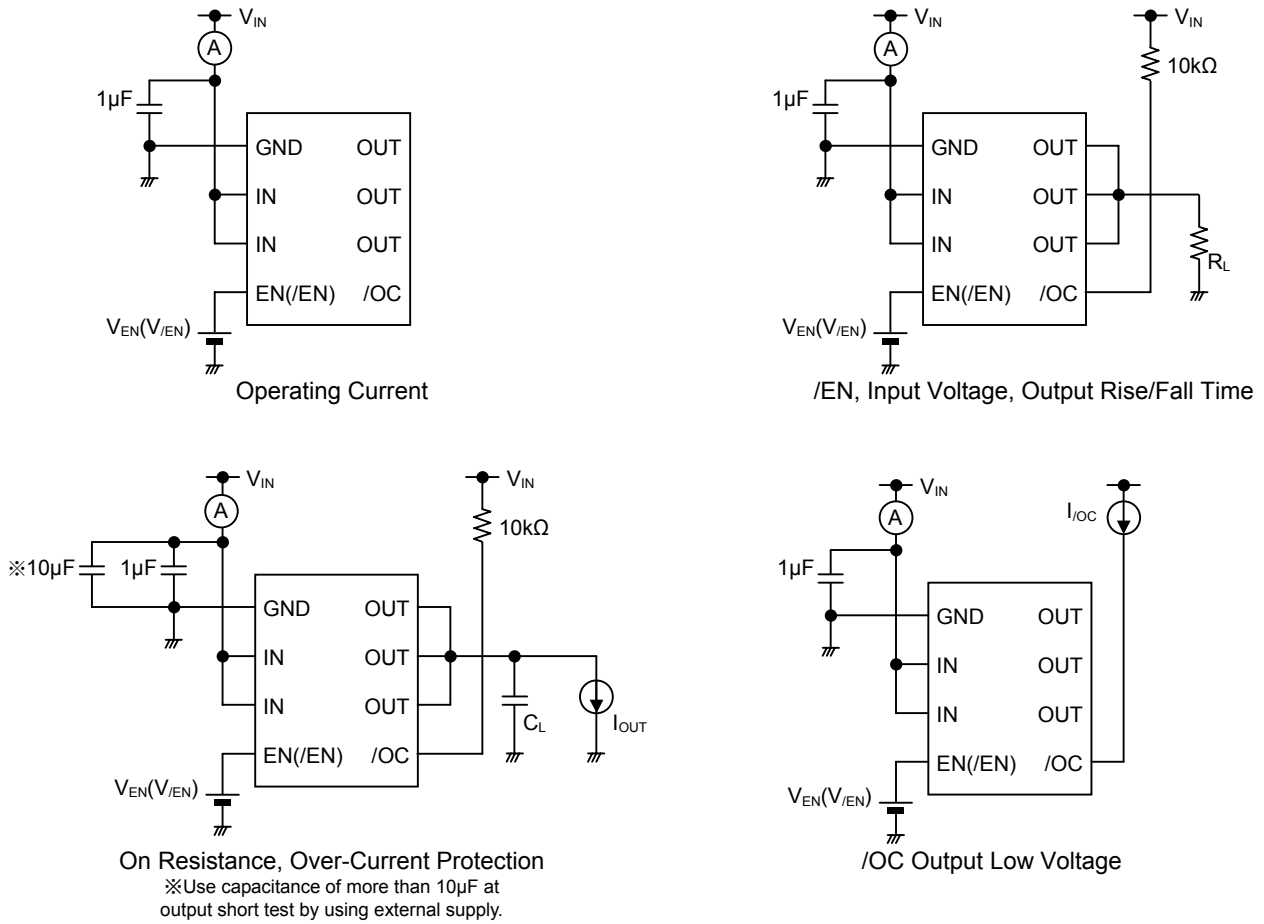 V_IN
A
1µF
GND OUT
IN OUT
IN OUT
EN(/EN) /OC
V_EN(V_/EN)
Operating Current
V_IN V_IN
A
10kΩ
1µF
GND OUT
IN OUT
IN OUT
R_L
EN(/EN) /OC
V_EN(V_/EN)
/EN, Input Voltage, Output Rise/Fall Time
V_IN V_IN
A
10kΩ
※10µF 1µF
GND OUT
IN OUT
IN OUT
C_L I_OUT
EN(/EN) /OC
V_EN(V_/EN)
On Resistance, Over-Current Protection
※Use capacitance of more than 10µF at
output short test by using external supply.
V_IN
A
I_/OC
1µF
GND OUT
IN OUT
IN OUT
EN(/EN) /OC
V_EN(V_/EN)
/OC Output Low Voltage